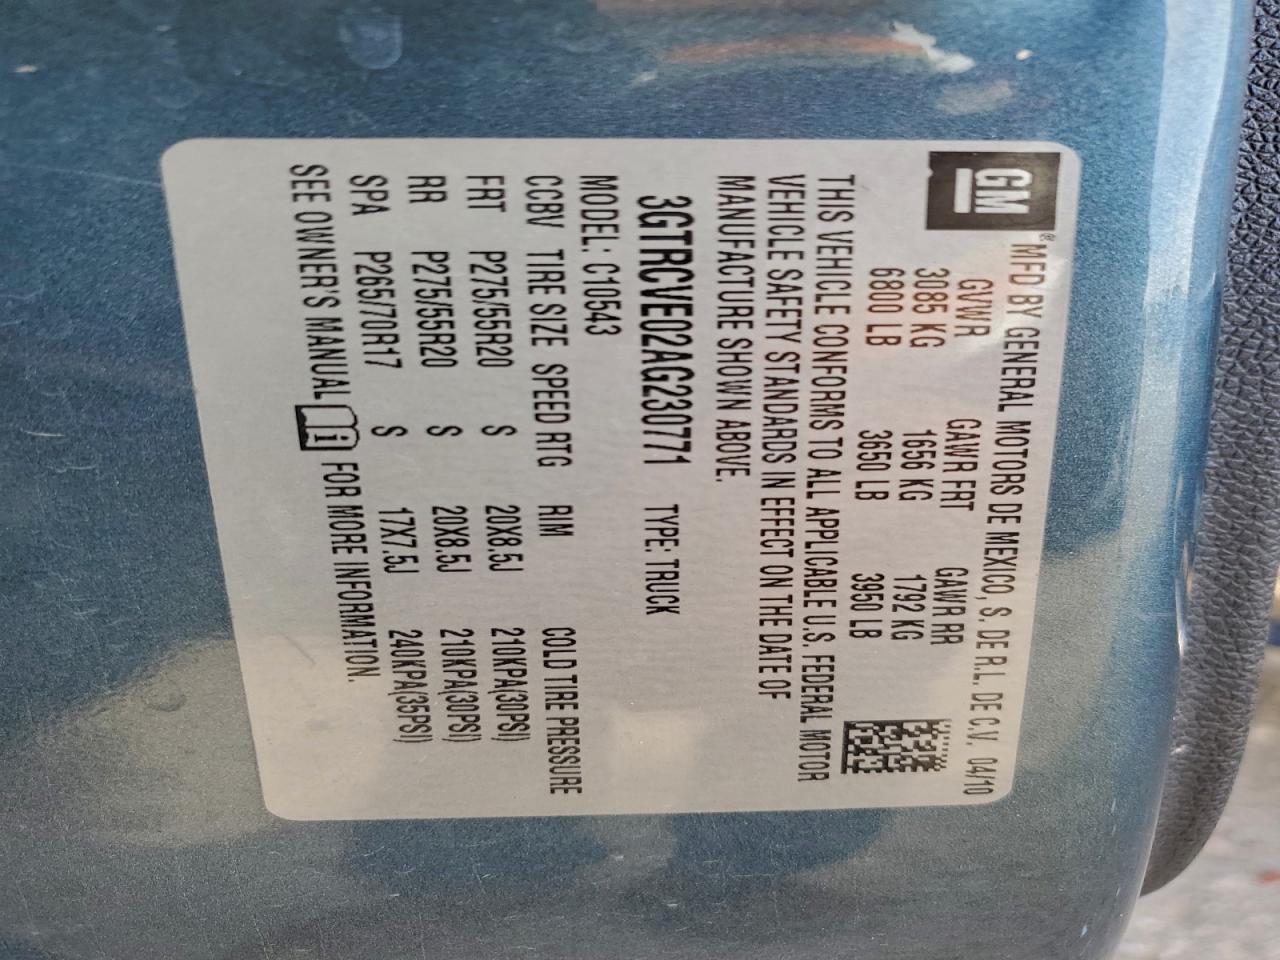 GM® MFD BY GENERAL MOTORS DE MEXICO, S. DE R.L. DE C.V. 04/10
GVWR GAWR FRT GAWR RR
3085 KG 1656 KG 1792 KG
6800 LB 3650 LB 3950 LB
THIS VEHICLE CONFORMS TO ALL APPLICABLE U.S. FEDERAL MOTOR
VEHICLE SAFETY STANDARDS IN EFFECT ON THE DATE OF
MANUFACTURE SHOWN ABOVE.
3GTRCVE02AG230771 TYPE: TRUCK
MODEL: C10543
CCRV TIRE SIZE SPEED RTG RIM COLD TIRE PRESSURE
FRT P275/55R20 S 20X8.5J 210KPA(30PSI)
RR P275/55R20 S 20X8.5J 210KPA(30PSI)
SPA P265/70R17 S 17X7.5J 240KPA(35PSI)
SEE OWNER'S MANUAL i FOR MORE INFORMATION.